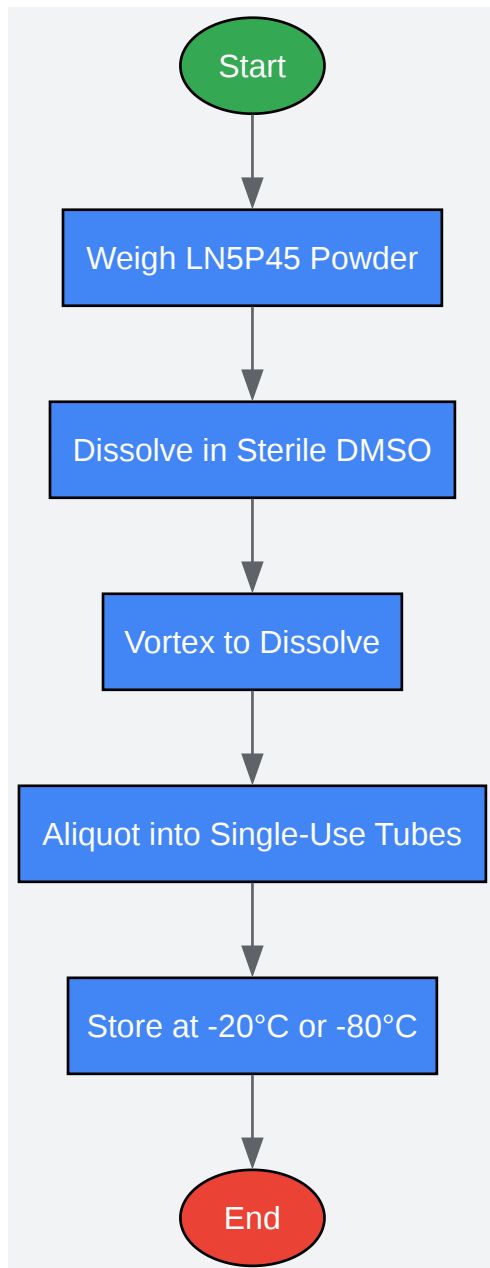 Start
Weigh LN5P45 Powder
Dissolve in Sterile DMSO
Vortex to Dissolve
Aliquot into Single-Use Tubes
Store at -20°C or -80°C
End